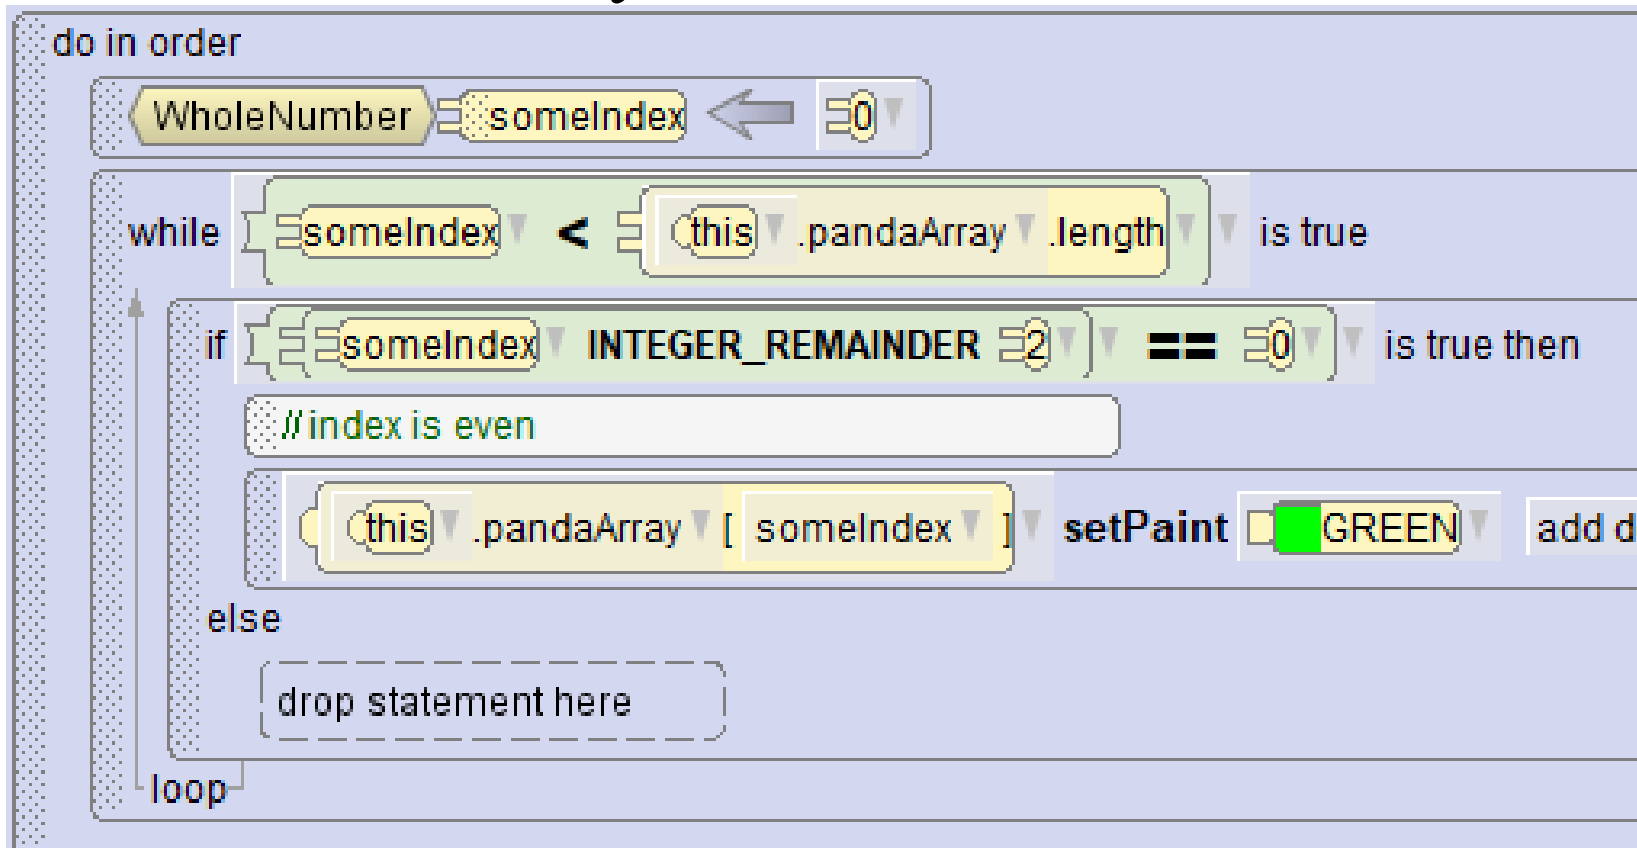 do in order
WholeNumber someIndex 0
while someIndex < this .pandaArray .length is true
if someIndex INTEGER_REMAINDER 2 == 0 is true then
//index is even
this .pandaArray [ someIndex ] setPaint GREEN add d
else
drop statement here
loop